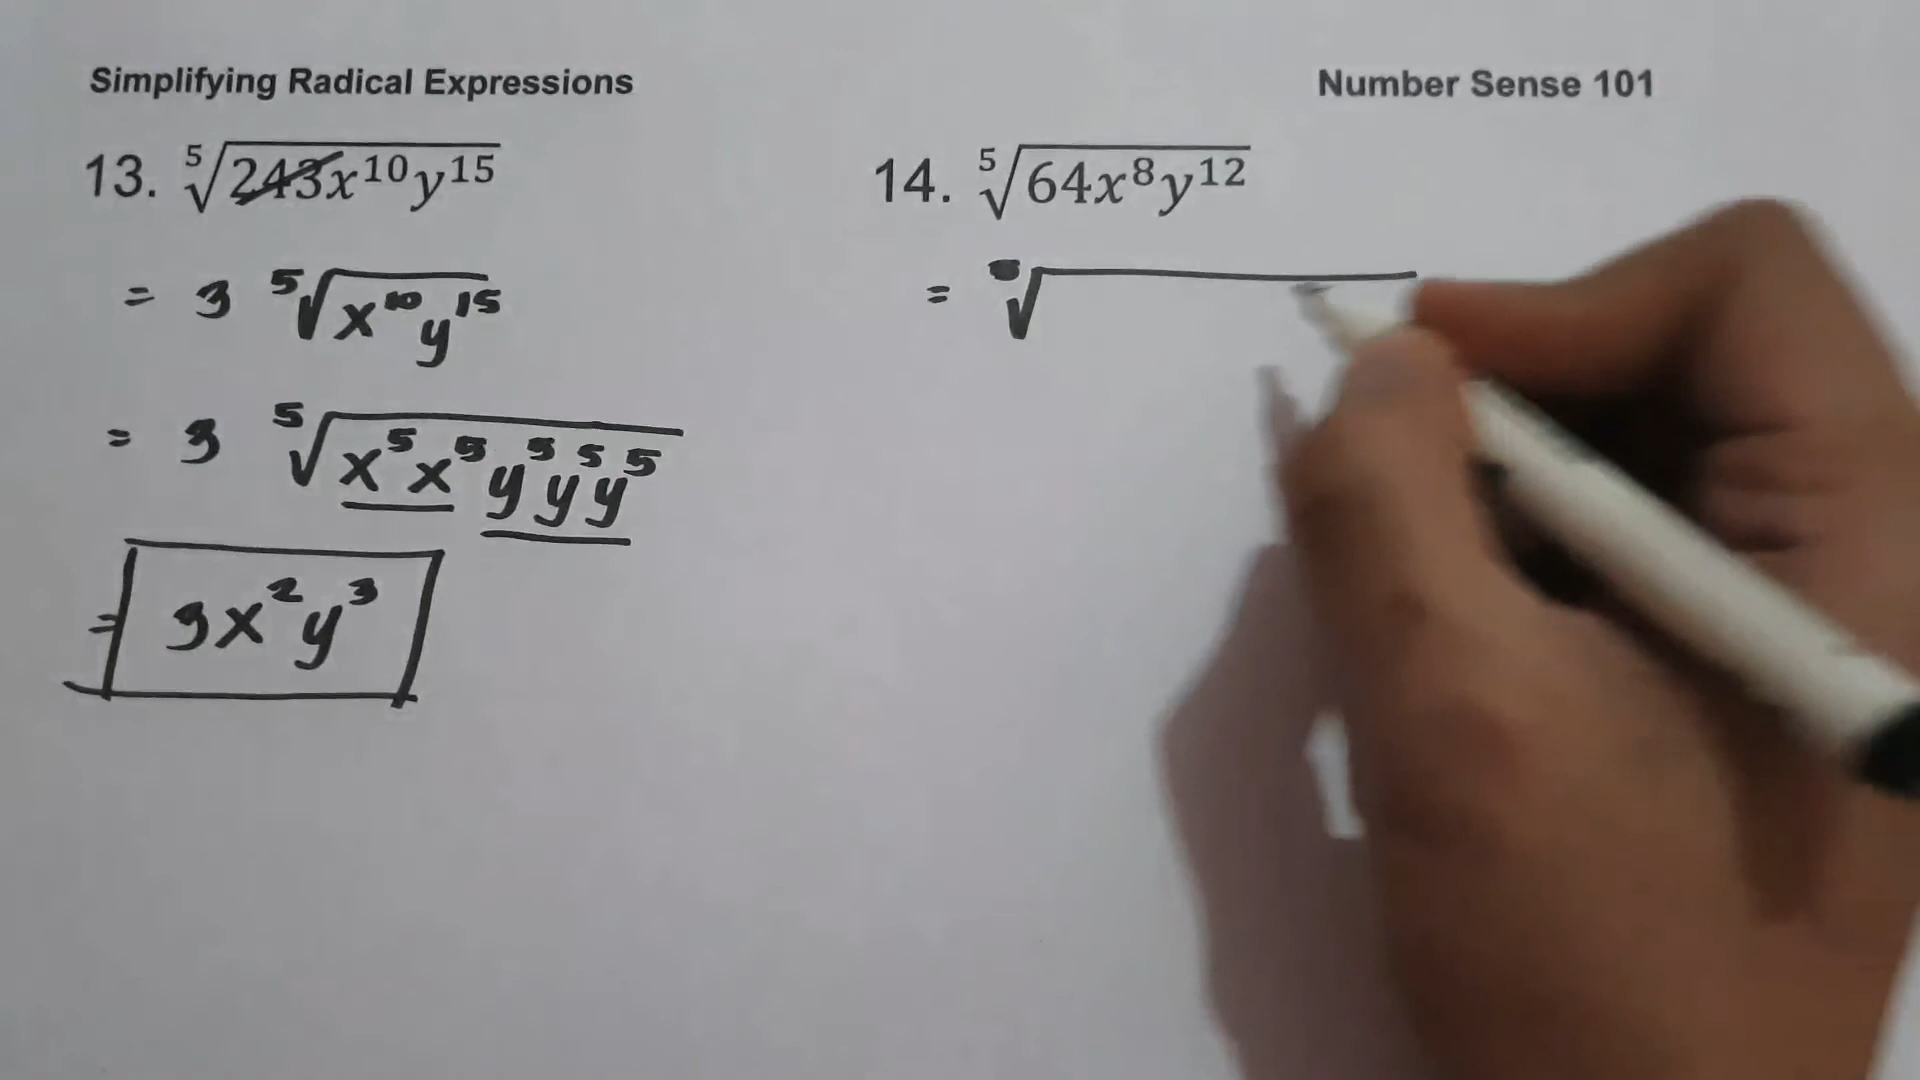 Simplifying Radical Expressions
Number Sense 101
13. ⁵√243x¹⁰y¹⁵
= 3 ⁵√x¹⁰y¹⁵
= 3 ⁵√x⁵x⁵y⁵y⁵y⁵
= 3x²y³
14. ⁵√64x⁸y¹²
= ⁵√